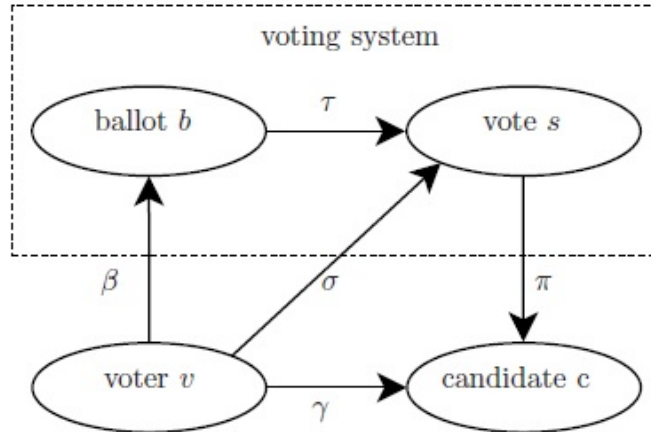 voting system
ballot b
τ
vote s
β
σ
π
voter v
γ
candidate c